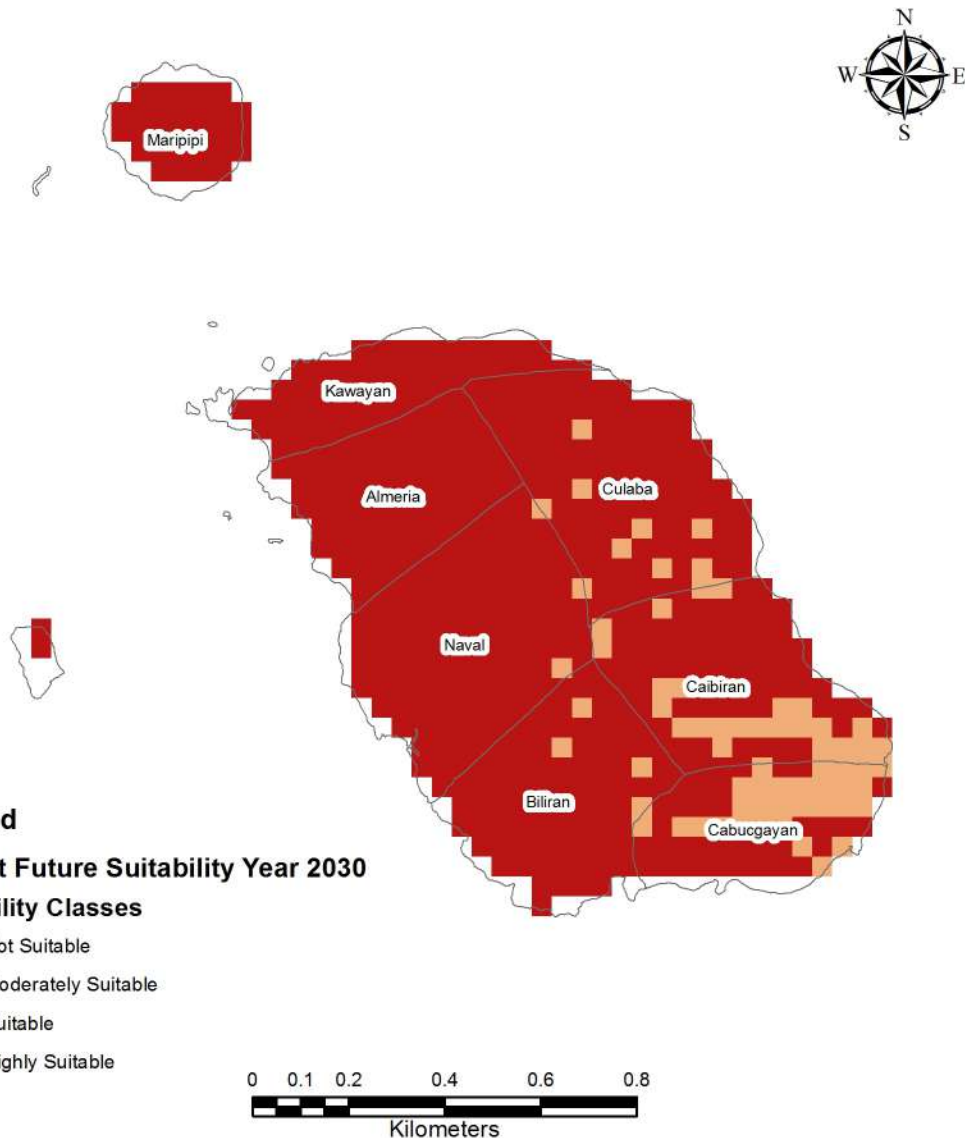 N
W E
S
Maripipi
Kawayan
Almeria
Culaba
Naval
Caibiran
Biliran
Cabucgayan
d
t Future Suitability Year 2030
ility Classes
ot Suitable
oderately Suitable
uitable
ighly Suitable
0 0.1 0.2 0.4 0.6 0.8
Kilometers